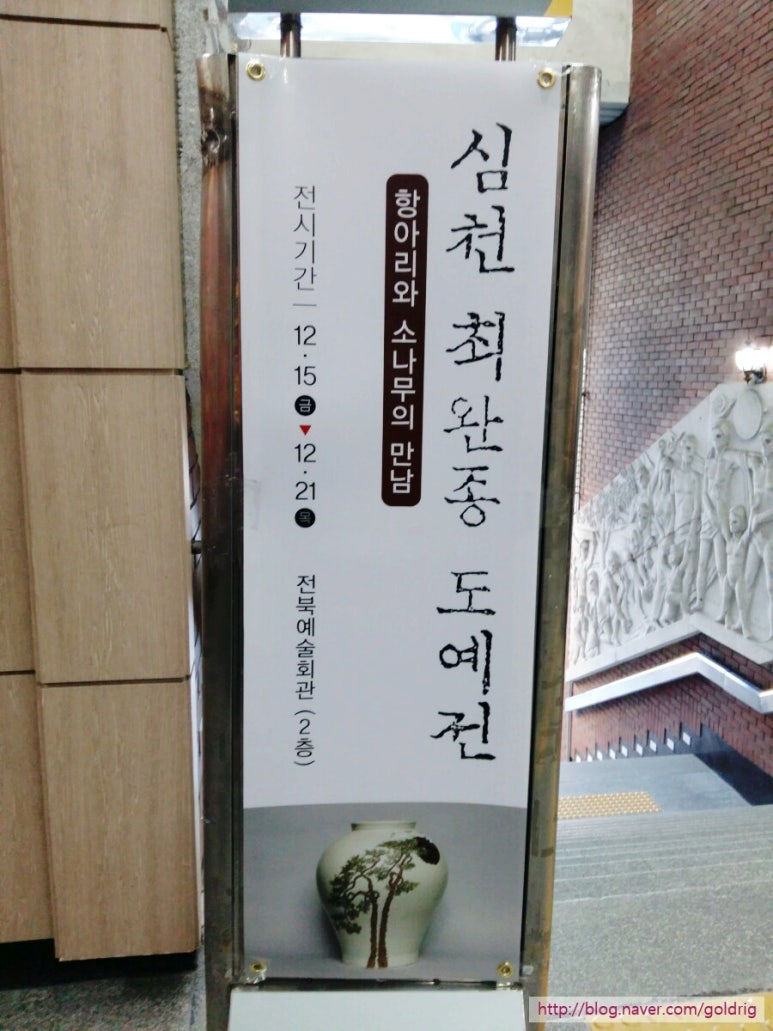 심천 최완종 도예전
항아리와 소나무의 만남
전시기간 — 12·15 금 ▼ 12·21 목 전북예술회관 (2층)
http://blog.naver.com/goldrig